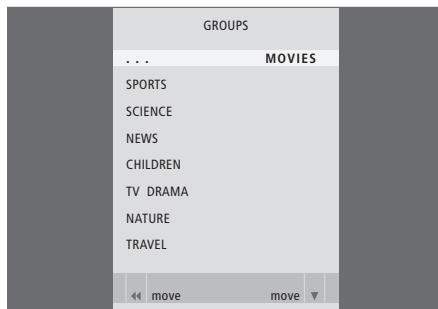 GROUPS
. . . MOVIES
SPORTS
SCIENCE
NEWS
CHILDREN
TV DRAMA
NATURE
TRAVEL
◀◀ move move ▼